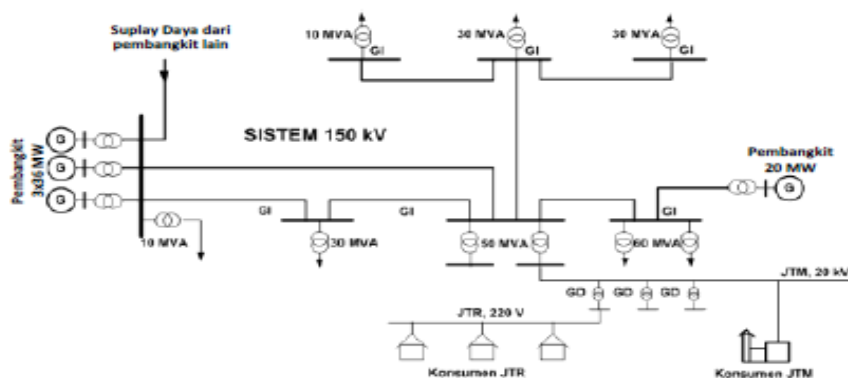 Suplay Daya dari
pembangkit lain
10 MVA
GI
30 MVA
GI
30 MVA
GI
SISTEM 150 kV
Pembangkit
3x36 MW
G
G
G
Pembangkit
20 MW
G
10 MVA
GI
30 MVA
GI
50 MVA
60 MVA
GI
JTM, 20 kV
GD
GD
GD
JTR, 220 V
Konsumen JTR
Konsumen JTM